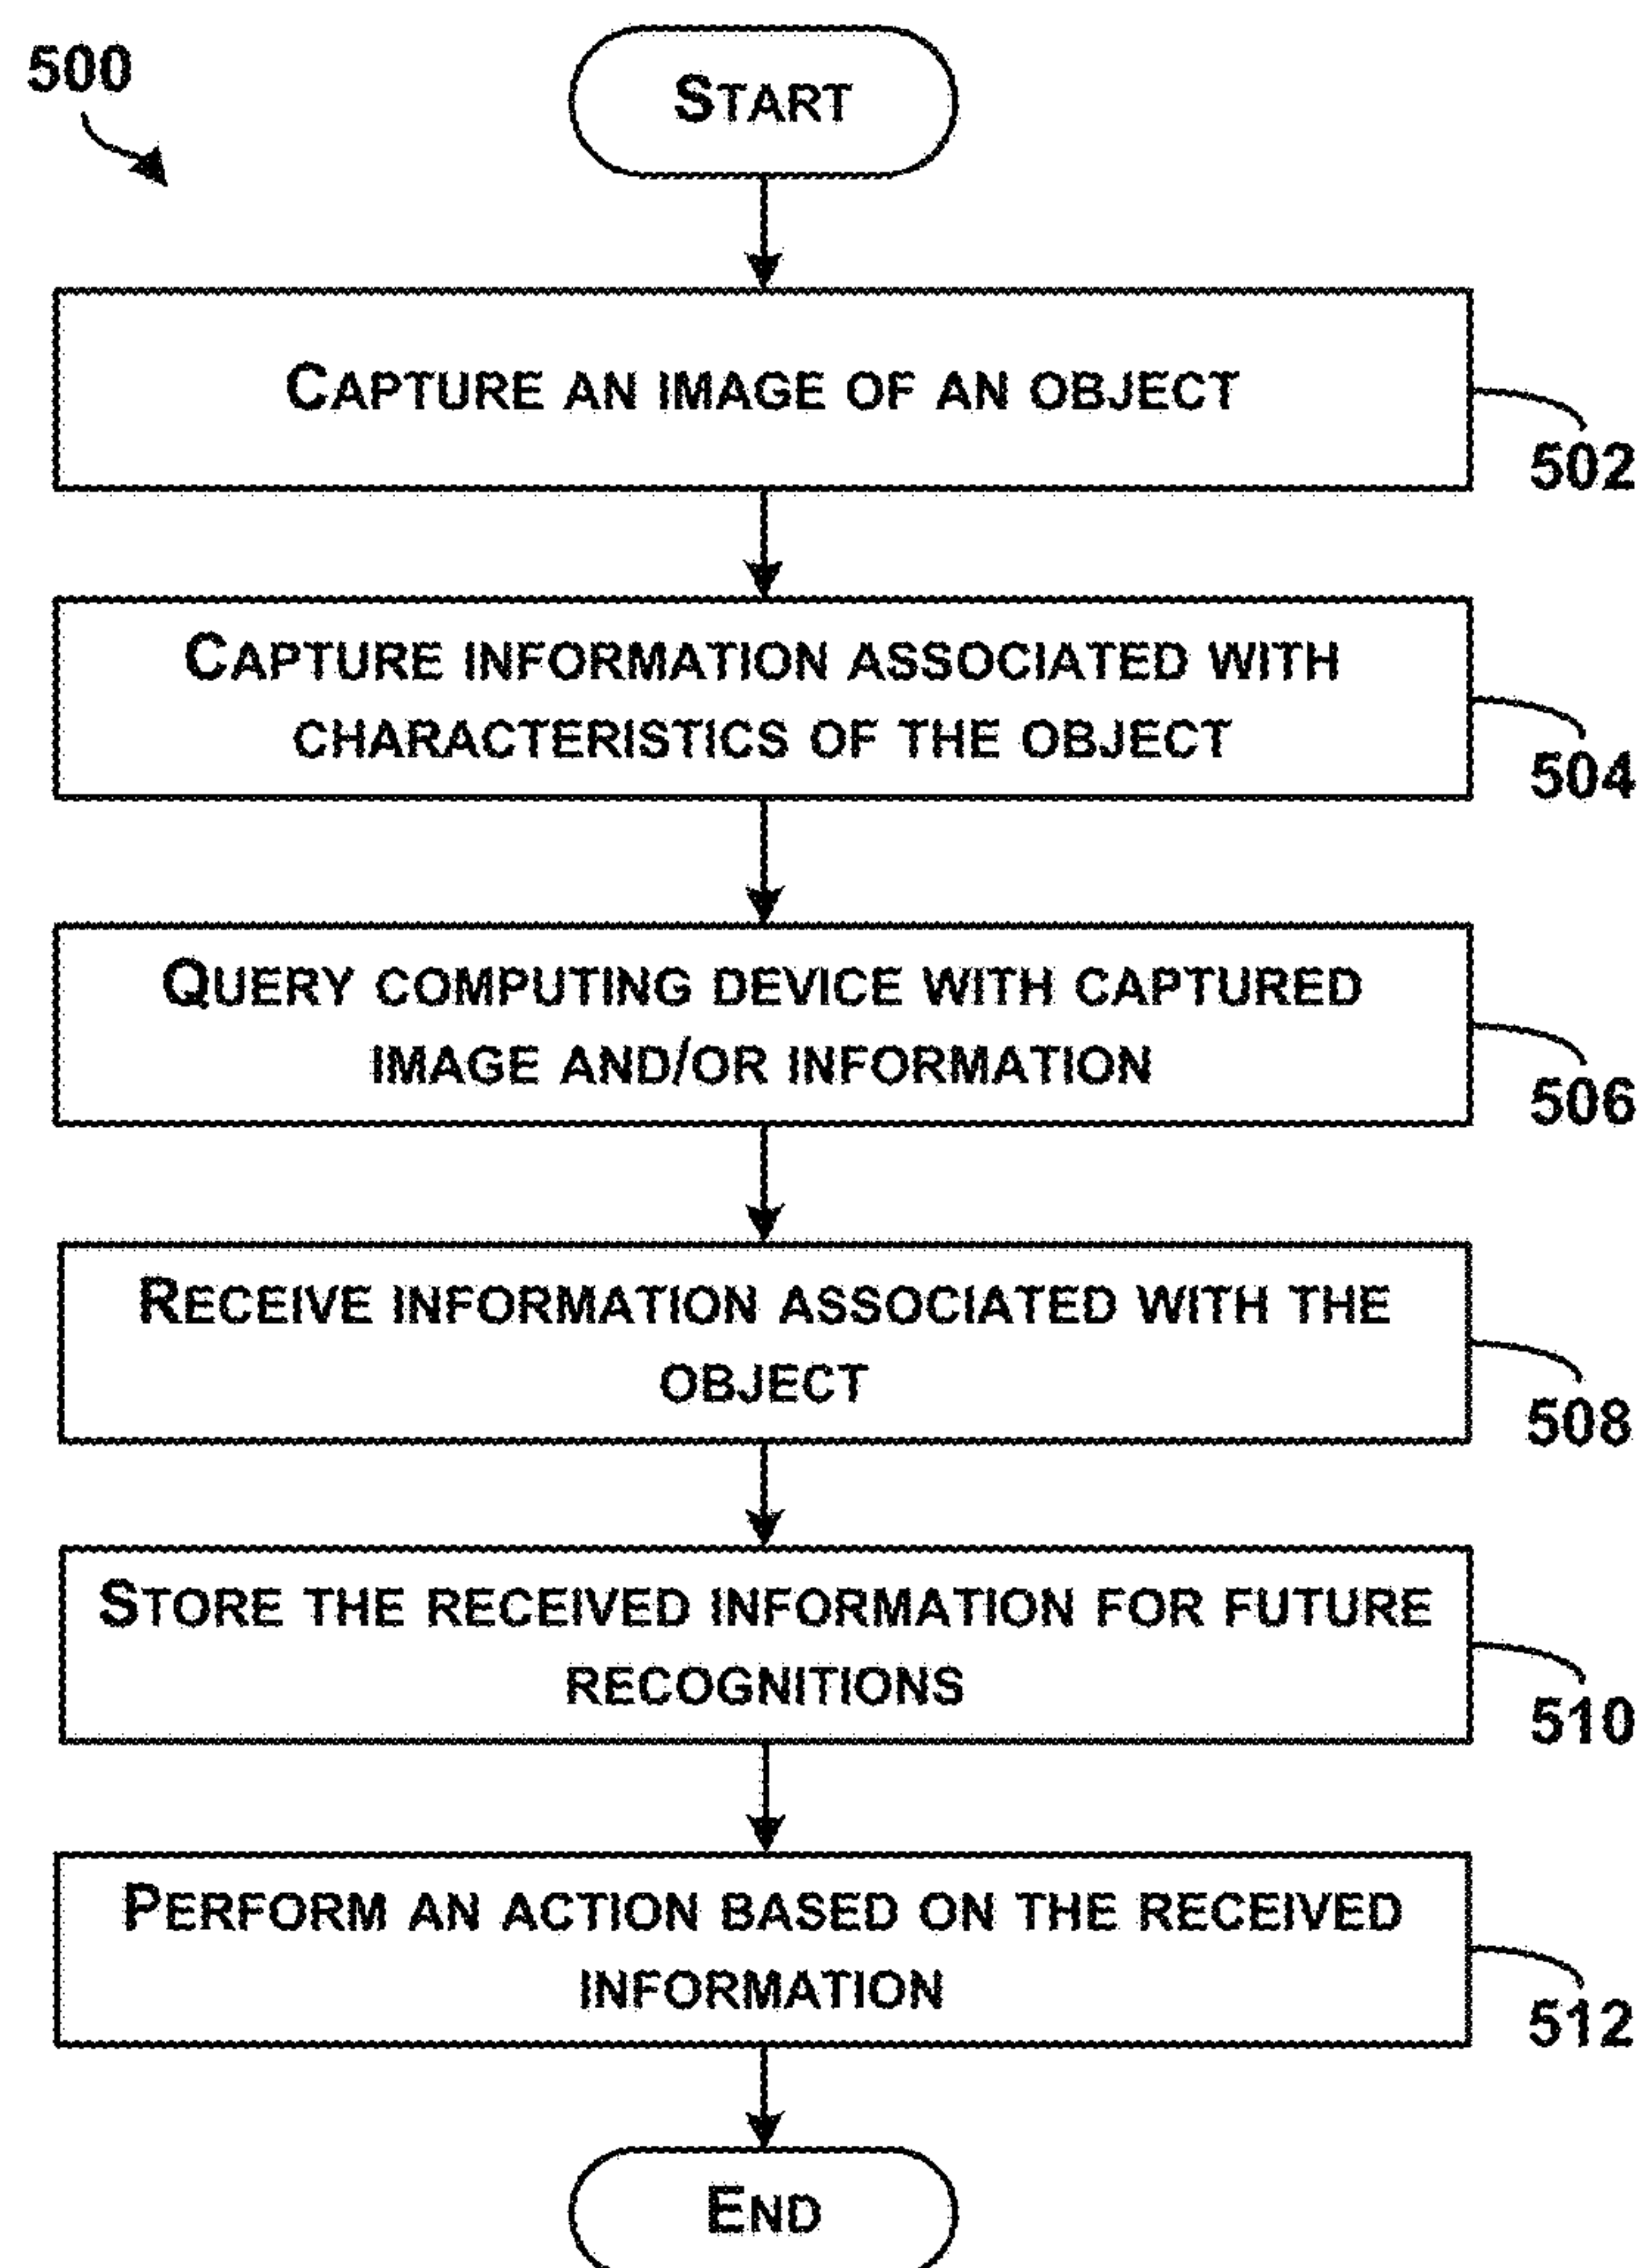 500
START
CAPTURE AN IMAGE OF AN OBJECT
502
CAPTURE INFORMATION ASSOCIATED WITH
CHARACTERISTICS OF THE OBJECT
504
QUERY COMPUTING DEVICE WITH CAPTURED
IMAGE AND/OR INFORMATION
506
RECEIVE INFORMATION ASSOCIATED WITH THE
OBJECT
508
STORE THE RECEIVED INFORMATION FOR FUTURE
RECOGNITIONS
510
PERFORM AN ACTION BASED ON THE RECEIVED
INFORMATION
512
END